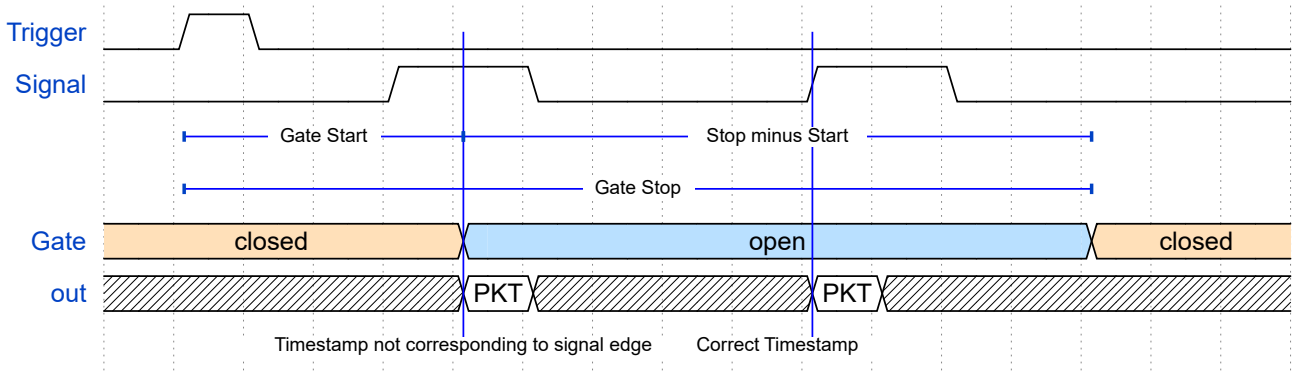 Trigger
Signal
Gate Start
Stop minus Start
Gate Stop
Gate
closed
open
closed
out
PKT
PKT
Timestamp not corresponding to signal edge
Correct Timestamp